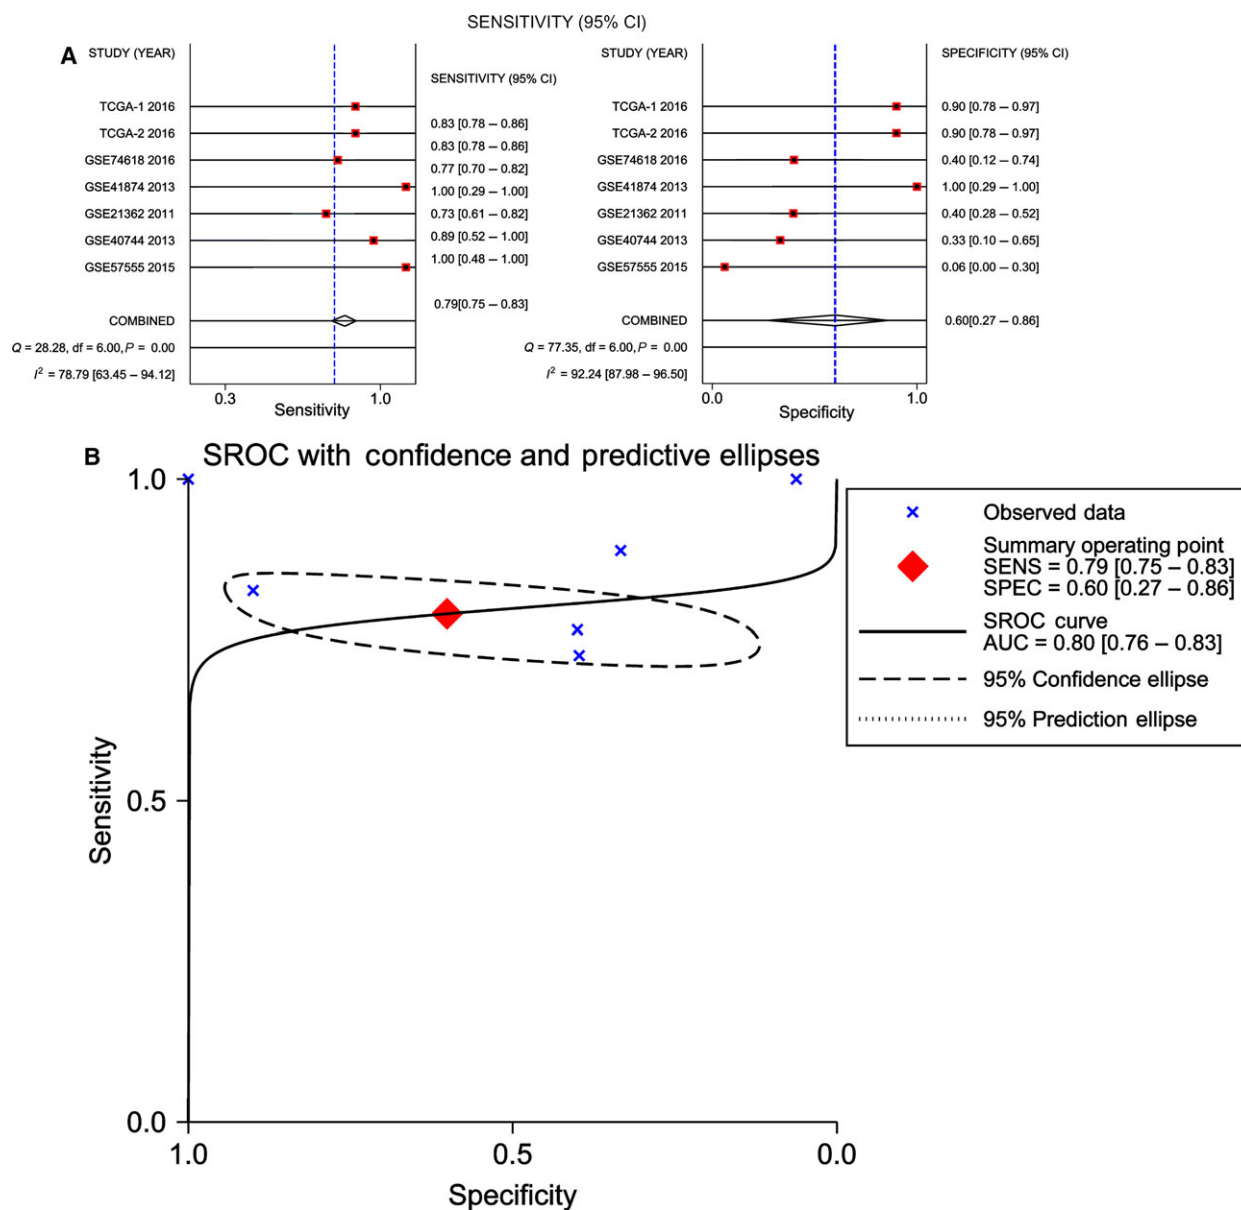 SENSITIVITY (95% CI)
A
STUDY (YEAR)
SENSITIVITY (95% CI)
TCGA-1 2016
0.83 [0.78 – 0.86]
TCGA-2 2016
0.83 [0.78 – 0.86]
GSE74618 2016
0.77 [0.70 – 0.82]
GSE41874 2013
1.00 [0.29 – 1.00]
GSE21362 2011
0.73 [0.61 – 0.82]
GSE40744 2013
0.89 [0.52 – 1.00]
GSE57555 2015
1.00 [0.48 – 1.00]
COMBINED
0.79[0.75 – 0.83]
Q = 28.28, df = 6.00, P = 0.00
I² = 78.79 [63.45 – 94.12]
0.3
1.0
Sensitivity
STUDY (YEAR)
SPECIFICITY (95% CI)
TCGA-1 2016
0.90 [0.78 – 0.97]
TCGA-2 2016
0.90 [0.78 – 0.97]
GSE74618 2016
0.40 [0.12 – 0.74]
GSE41874 2013
1.00 [0.29 – 1.00]
GSE21362 2011
0.40 [0.28 – 0.52]
GSE40744 2013
0.33 [0.10 – 0.65]
GSE57555 2015
0.06 [0.00 – 0.30]
COMBINED
0.60[0.27 – 0.86]
Q = 77.35, df = 6.00, P = 0.00
I² = 92.24 [87.98 – 96.50]
0.0
1.0
Specificity
B
SROC with confidence and predictive ellipses
1.0
0.5
0.0
Sensitivity
1.0
0.5
0.0
Specificity
Observed data
Summary operating point
SENS = 0.79 [0.75 – 0.83]
SPEC = 0.60 [0.27 – 0.86]
SROC curve
AUC = 0.80 [0.76 – 0.83]
95% Confidence ellipse
95% Prediction ellipse